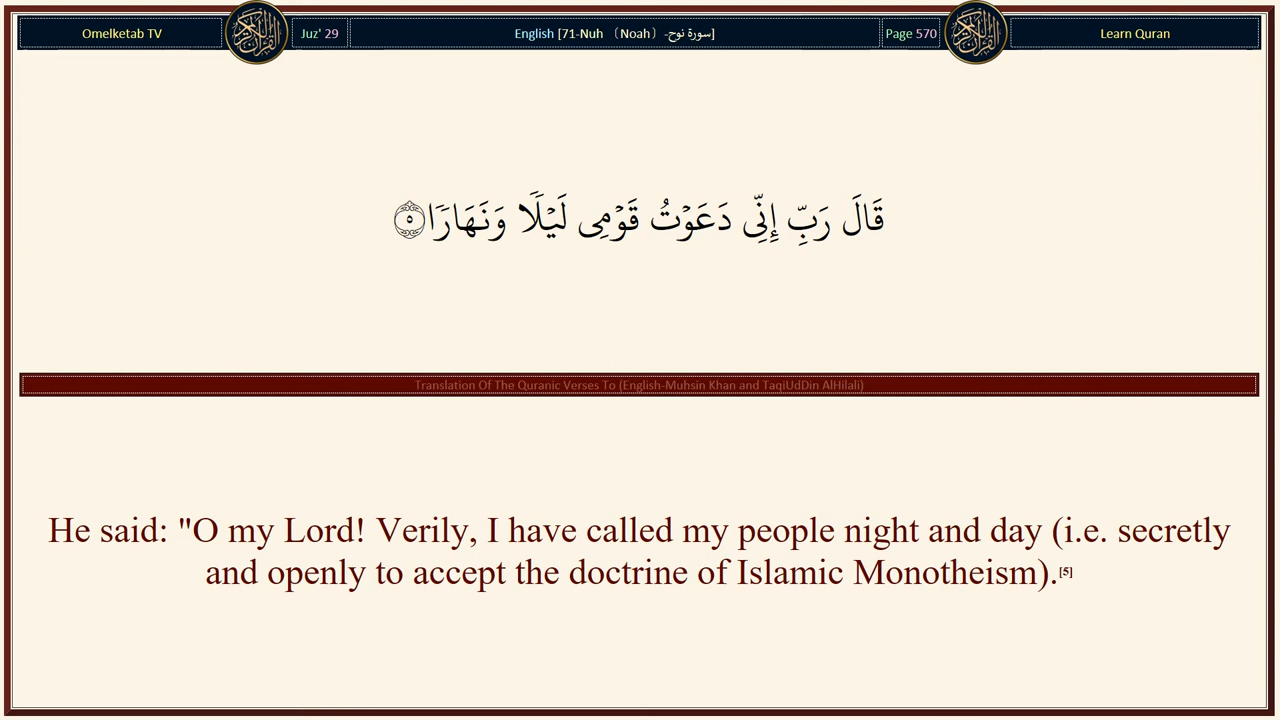 Omelketab TV
Juz' 29
English [71-Nuh （Noah）-سورة نوح]
Page 570
Learn Quran
قَالَ رَبِّ إِنِّي دَعَوۡتُ قَوۡمِي لَيۡلٗا وَنَهَارٗا ٥
Translation Of The Quranic Verses To (English-Muhsin Khan and TaqiUdDin AlHilali)
He said: "O my Lord! Verily, I have called my people night and day (i.e. secretly
and openly to accept the doctrine of Islamic Monotheism).[5]